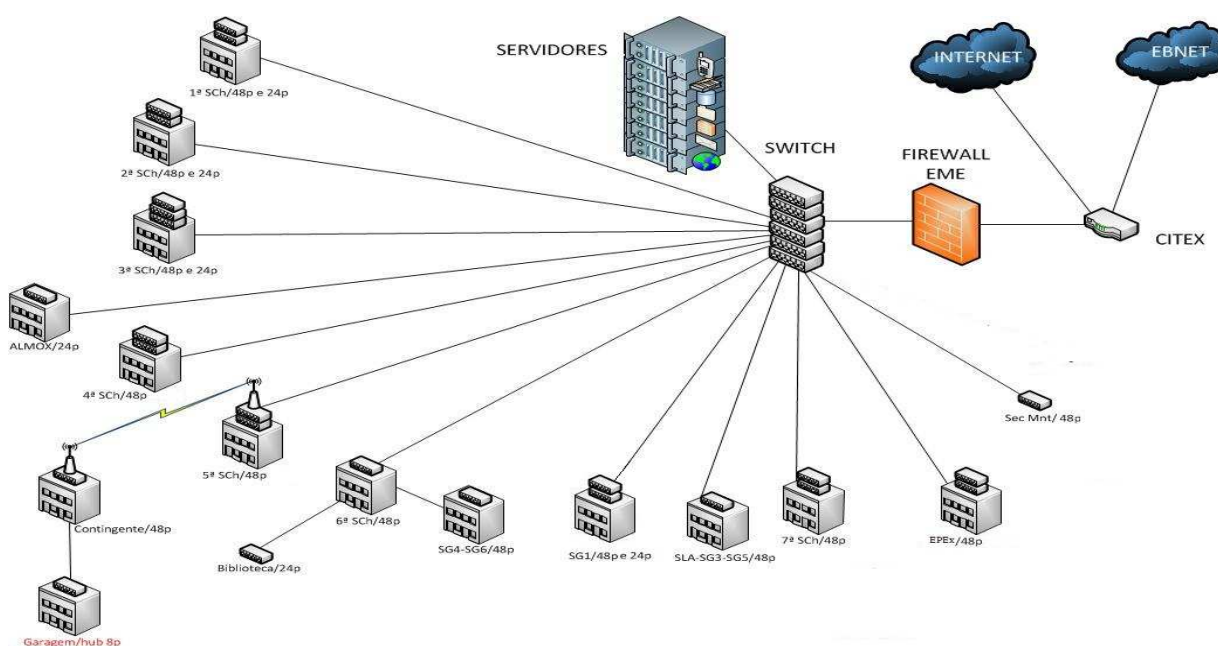 SERVIDORES
INTERNET
EBNET
1ª SCh/48p e 24p
SWITCH
FIREWALL
EME
2ª SCh/48p e 24p
CITEX
3ª SCh/48p e 24p
ALMOX/24p
4ª SCh/48p
Sec Mnt/ 48p
5ª SCh/48p
Contingente/48p
6ª SCh/48p
SG4-SG6/48p
SG1/48p e 24p
SLA-SG3-SG5/48p
7ª SCh/48p
EPEx/48p
Biblioteca/24p
Garagem/hub 8p